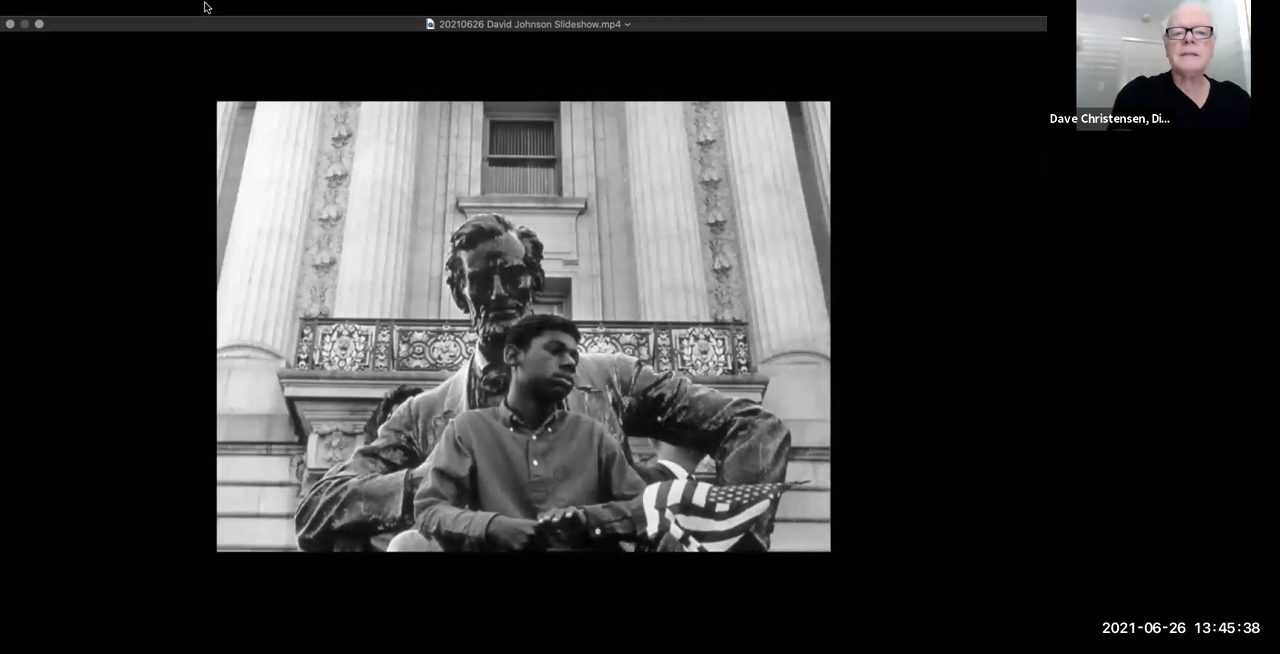 20210626 David Johnson Slideshow.mp4
Dave Christensen, Di...
2021-06-26 13:45:38